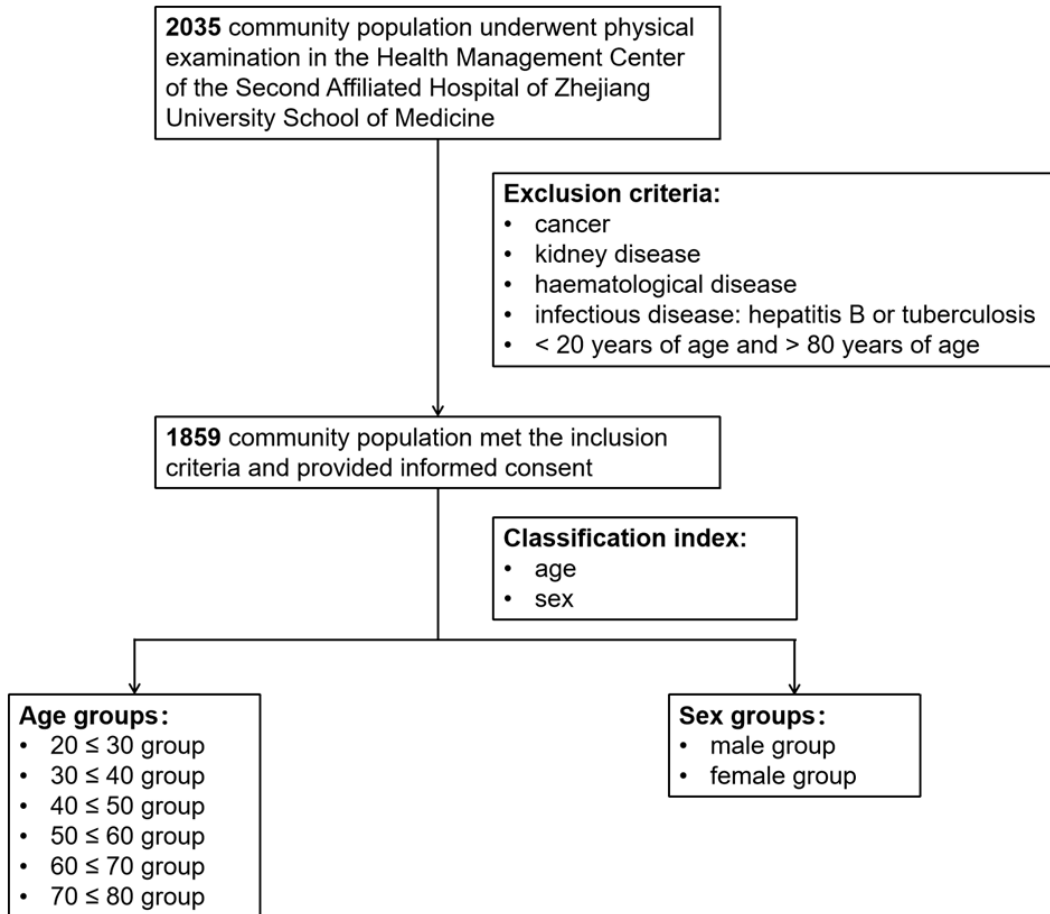 2035 community population underwent physical
examination in the Health Management Center
of the Second Affiliated Hospital of Zhejiang
University School of Medicine
Exclusion criteria:
• cancer
• kidney disease
• haematological disease
• infectious disease: hepatitis B or tuberculosis
• < 20 years of age and > 80 years of age
1859 community population met the inclusion
criteria and provided informed consent
Classification index:
• age
• sex
Age groups:
• 20 ≤ 30 group
• 30 ≤ 40 group
• 40 ≤ 50 group
• 50 ≤ 60 group
• 60 ≤ 70 group
• 70 ≤ 80 group
Sex groups:
• male group
• female group